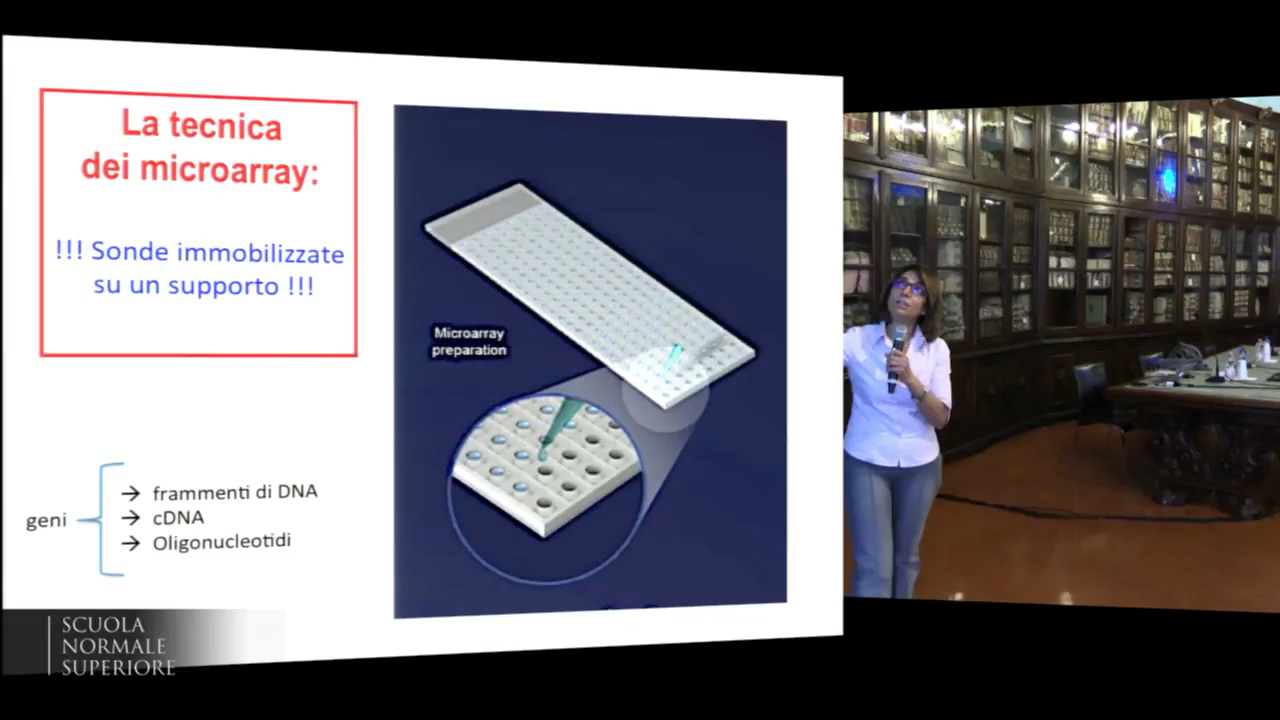 La tecnica
dei microarray:
!!! Sonde immobilizzate
su un supporto !!!
Microarray
preparation
geni
→ frammenti di DNA
→ cDNA
→ Oligonucleotidi
SCUOLA
NORMALE
SUPERIORE